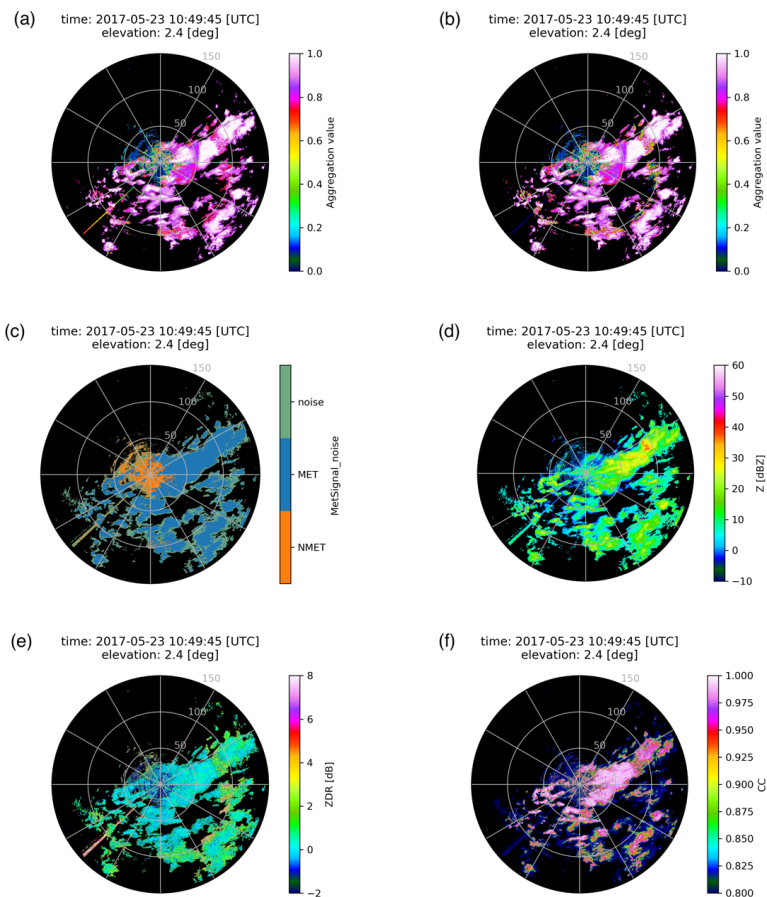 (a)
time: 2017-05-23 10:49:45 [UTC]
elevation: 2.4 [deg]
150
100
50
1.0
0.8
0.6
0.4
0.2
0.0
Aggregation value
(b)
time: 2017-05-23 10:49:45 [UTC]
elevation: 2.4 [deg]
150
100
50
1.0
0.8
0.6
0.4
0.2
0.0
Aggregation value
(c)
time: 2017-05-23 10:49:45 [UTC]
elevation: 2.4 [deg]
150
100
50
noise
MET
NMET
MetSignal_noise
(d)
time: 2017-05-23 10:49:45 [UTC]
elevation: 2.4 [deg]
150
100
50
60
50
40
30
20
10
0
−10
Z [dBZ]
(e)
time: 2017-05-23 10:49:45 [UTC]
elevation: 2.4 [deg]
150
100
50
8
6
4
2
0
−2
ZDR [dB]
(f)
time: 2017-05-23 10:49:45 [UTC]
elevation: 2.4 [deg]
150
100
50
1.000
0.975
0.950
0.925
0.900
0.875
0.850
0.825
0.800
CC